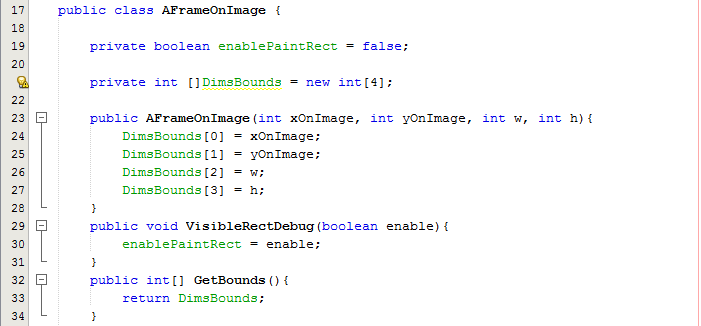 17 public class AFrameOnImage {
18
19     private boolean enablePaintRect = false;
20
    private int []DimsBounds = new int[4];
22
23     public AFrameOnImage(int xOnImage, int yOnImage, int w, int h){
24         DimsBounds[0] = xOnImage;
25         DimsBounds[1] = yOnImage;
26         DimsBounds[2] = w;
27         DimsBounds[3] = h;
28     }
29     public void VisibleRectDebug(boolean enable){
30         enablePaintRect = enable;
31     }
32     public int[] GetBounds(){
33         return DimsBounds;
34     }